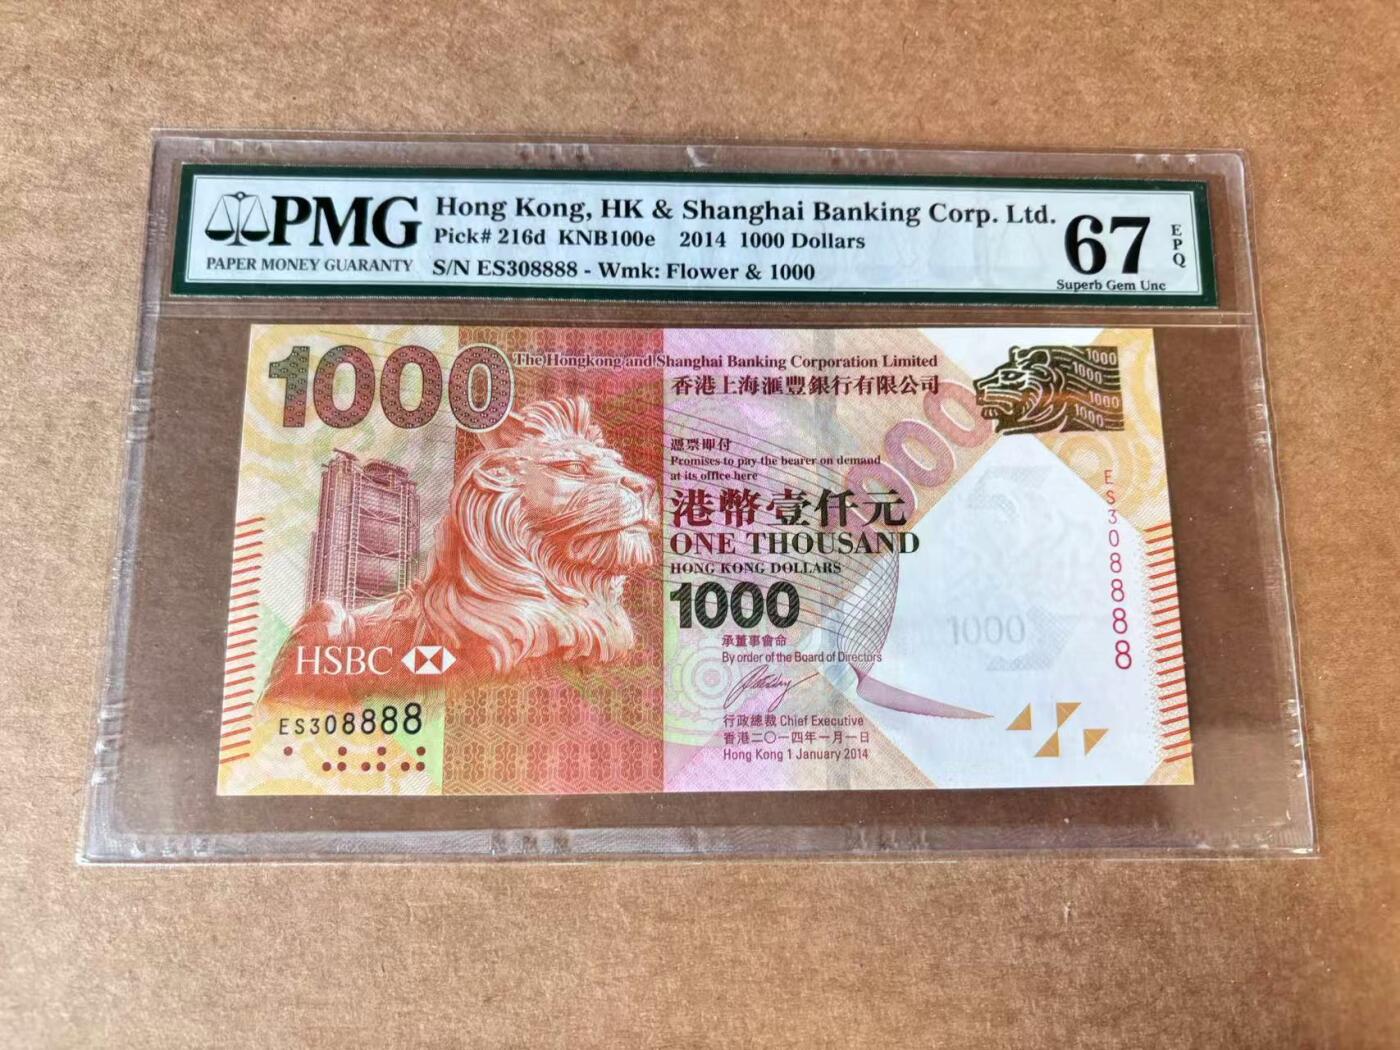 PMG
PAPER MONEY GUARANTY
Hong Kong, HK & Shanghai Banking Corp. Ltd.
Pick# 216d KNB100e 2014 1000 Dollars
S/N ES308888 - Wmk: Flower & 1000
67
EPQ
Superb Gem Unc
1000
The Hongkong and Shanghai Banking Corporation Limited
香港上海滙豐銀行有限公司
1000
1000
1000
1000
1000
憑票即付
Promises to pay the bearer on demand
at its office here
港幣壹仟元
ONE THOUSAND
HONG KONG DOLLARS
1000
承董事會命
By order of the Board of Directors
行政總裁 Chief Executive
香港二〇一四年一月一日
Hong Kong 1 January 2014
HSBC
ES308888
1000
ES308888